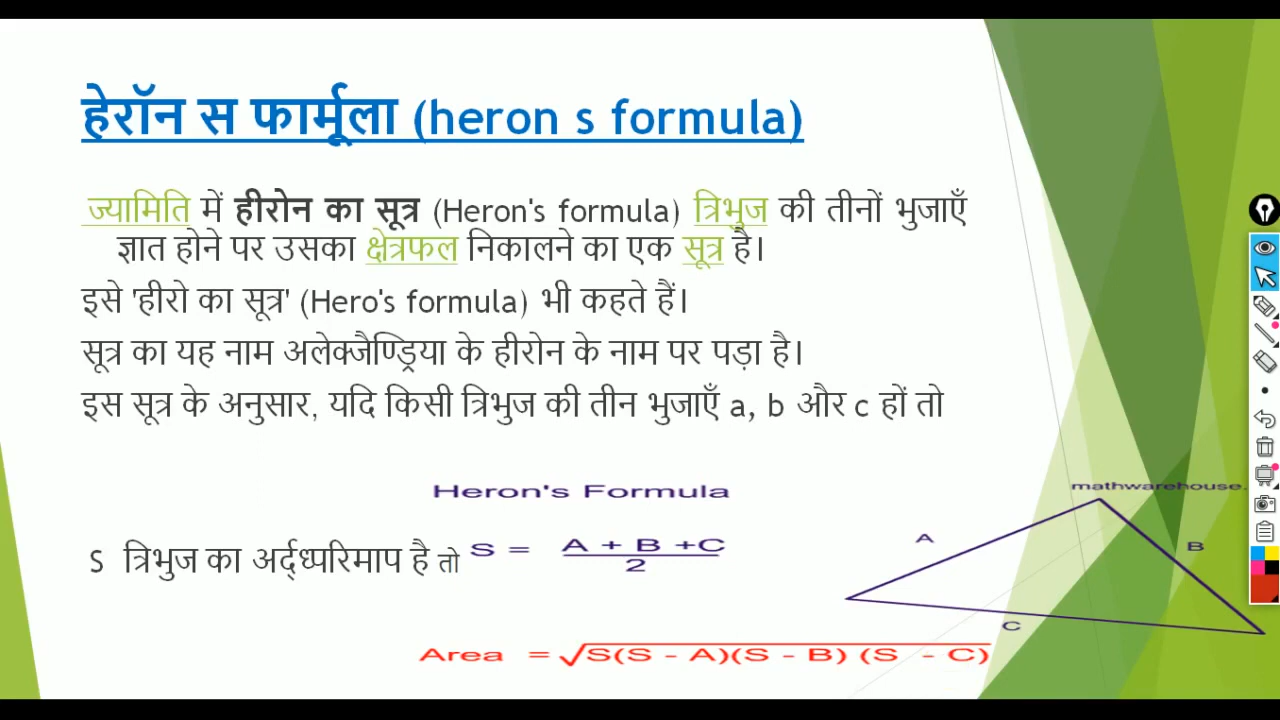 हेरॉन स फार्मूला (heron s formula)
ज्यामिति में हीरोन का सूत्र (Heron's formula) त्रिभुज की तीनों भुजाएँ
ज्ञात होने पर उसका क्षेत्रफल निकालने का एक सूत्र है।
इसे 'हीरो का सूत्र' (Hero's formula) भी कहते हैं।
सूत्र का यह नाम अलेक्जैण्ड्रिया के हीरोन के नाम पर पड़ा है।
इस सूत्र के अनुसार, यदि किसी त्रिभुज की तीन भुजाएँ a, b और c हों तो
Heron's Formula
mathwarehouse.
S त्रिभुज का अर्द्धपरिमाप है तो S = A + B +C / 2
A
B
C
Area = √S(S - A)(S - B) (S - C)